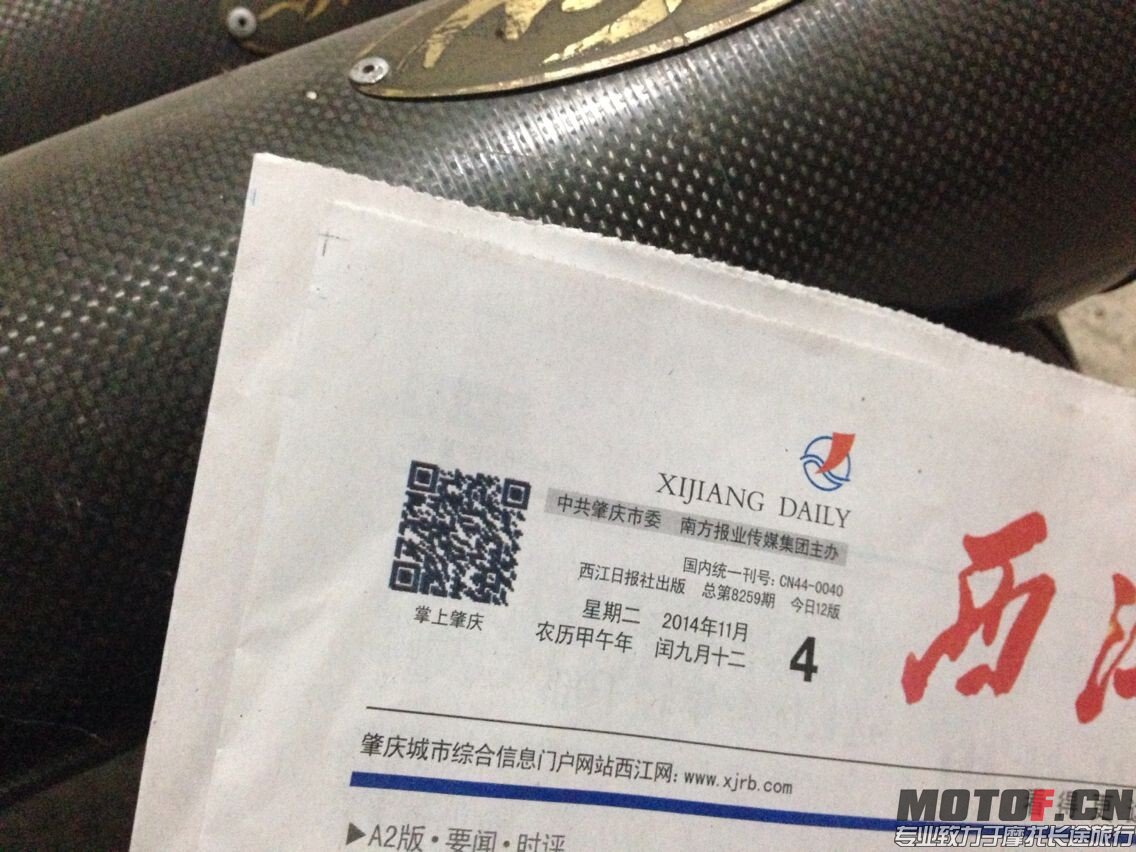 XIJIANG DAILY
中共肇庆市委 南方报业传媒集团主办
国内统一刊号:CN44-0040
西江日报社出版 总第8259期 今日12版
星期二 2014年11月
4
农历甲午年 闰九月十二
掌上肇庆
西江
肇庆城市综合信息门户网站西江网:www.xjrb.com
▶A2版·要闻·时评
MOTOF.CN
专业致力于摩托长途旅行